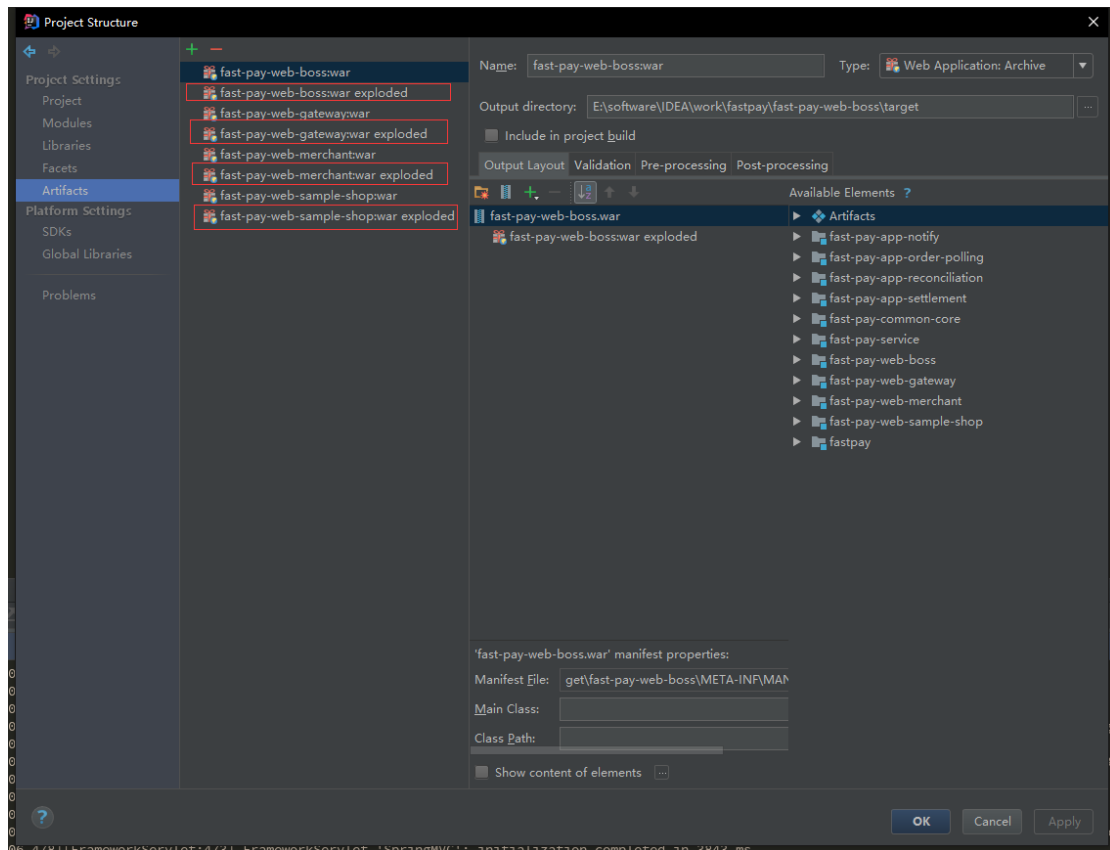 Project Structure
Project Settings
Project
Modules
Libraries
Facets
Artifacts
Platform Settings
SDKs
Global Libraries
Problems
fast-pay-web-boss:war
fast-pay-web-boss:war exploded
fast-pay-web-gateway:war
fast-pay-web-gateway:war exploded
fast-pay-web-merchant:war
fast-pay-web-merchant:war exploded
fast-pay-web-sample-shop:war
fast-pay-web-sample-shop:war exploded
Name: fast-pay-web-boss:war Type: Web Application: Archive
Output directory: E:\software\IDEA\work\fastpay\fast-pay-web-boss\target ...
Include in project build
Output Layout Validation Pre-processing Post-processing
fast-pay-web-boss.war
fast-pay-web-boss:war exploded
Available Elements ?
Artifacts
fast-pay-app-notify
fast-pay-app-order-polling
fast-pay-app-reconciliation
fast-pay-app-settlement
fast-pay-common-core
fast-pay-service
fast-pay-web-boss
fast-pay-web-gateway
fast-pay-web-merchant
fast-pay-web-sample-shop
fastpay
'fast-pay-web-boss.war' manifest properties:
Manifest File: get\fast-pay-web-boss\META-INF\MAN
Main Class:
Class Path:
Show content of elements ...
? OK Cancel Apply